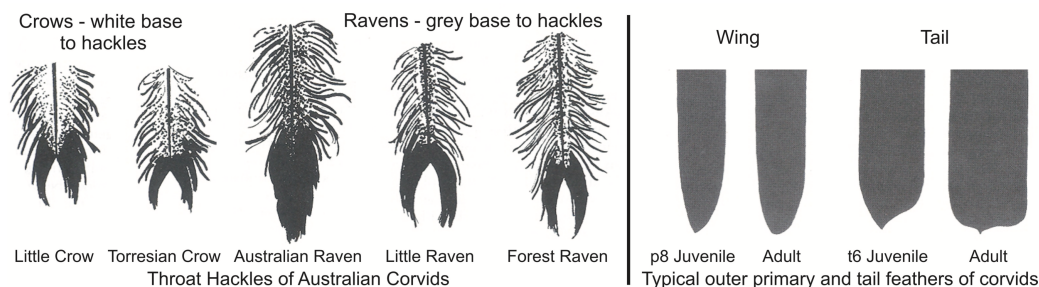 Crows - white base
to hackles
Ravens - grey base to hackles
Little Crow
Torresian Crow
Australian Raven
Little Raven
Forest Raven
Throat Hackles of Australian Corvids
Wing
Tail
p8 Juvenile
Adult
t6 Juvenile
Adult
Typical outer primary and tail feathers of corvids